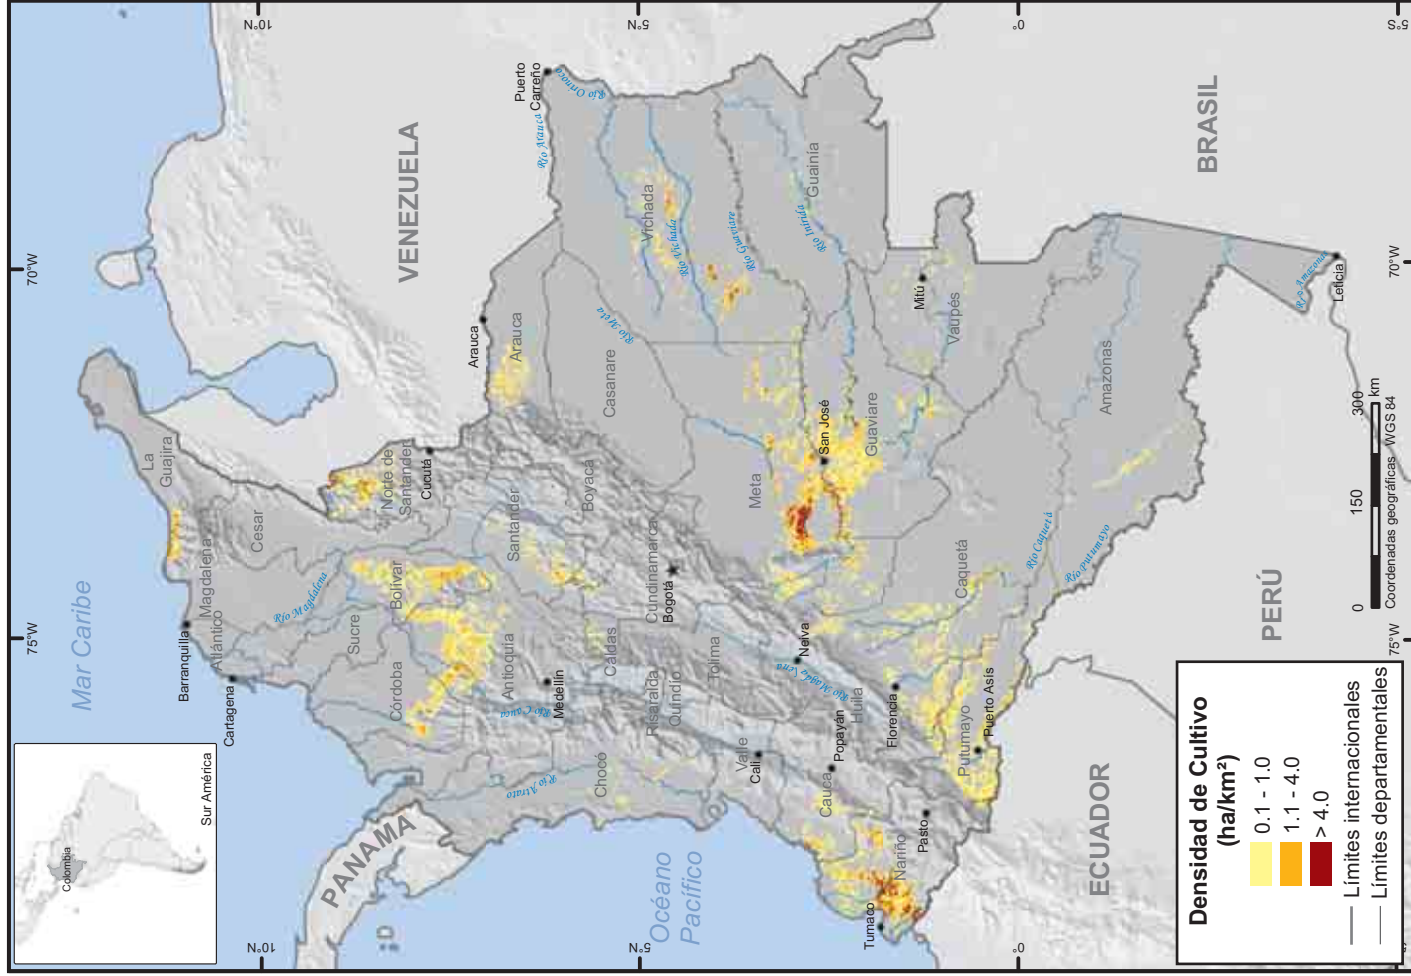 Sur América
Colombia
75°W
70°W
10°N
5°N
0°
5°S
10°N
5°N
0°
75°W
70°W
Mar Caribe
Océano
Pacífico
PANAMA
VENEZUELA
BRASIL
PERÚ
ECUADOR
La
Guajira
Barranquilla
Atlántico
Magdalena
Cesar
Cartagena
Río Magdalena
Sucre
Bolívar
Córdoba
Norte de
Santander
Cúcuta
Arauca
Arauca
Río Arauca
Puerto
Carreño
Río Orinoco
Antioquia
Santander
Medellín
Río Cauca
Río Atrato
Chocó
Boyacá
Casanare
Río Meta
Vichada
Río Vichada
Caldas
Risaralda
Quindío
Cundinamarca
Bogotá
Tolima
Valle
Cali
Meta
Río Guaviare
Río Inírida
Guainía
Neiva
Río Magdalena
Huila
Popayán
Cauca
San José
Guaviare
Mitú
Vaupés
Florencia
Caquetá
Nariño
Pasto
Tumaco
Putumayo
Puerto Asís
Río Caquetá
Río Putumayo
Amazonas
Río Amazonas
Leticia
Densidad de Cultivo
(ha/km²)
0.1 - 1.0
1.1 - 4.0
> 4.0
Límites internacionales
Límites departamentales
0 150 300
km
Coordenadas geográficas WGS 84